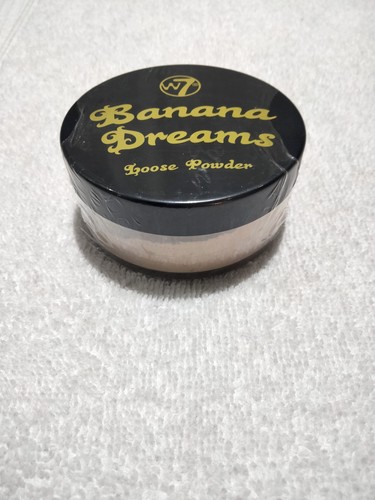 W7
Banana
Dreams
Loose Powder